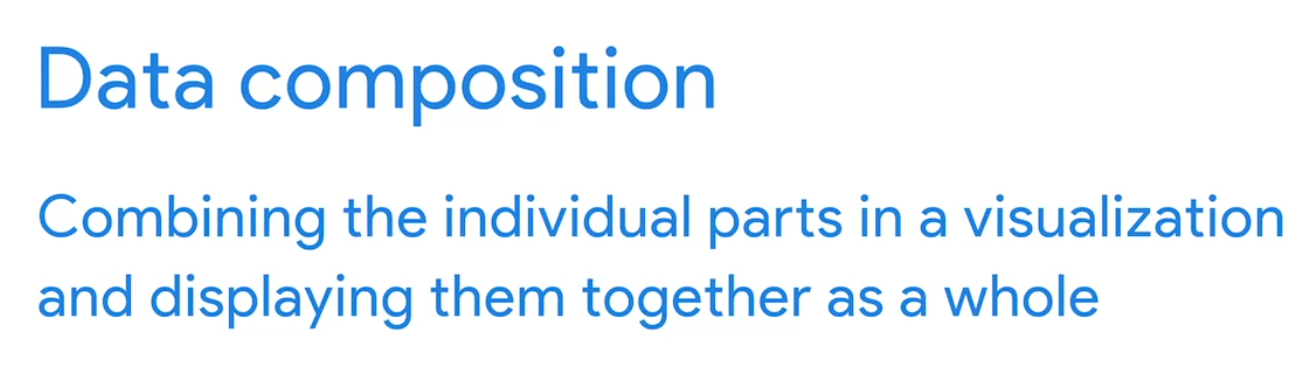 Data composition
Combining the individual parts in a visualization
and displaying them together as a whole